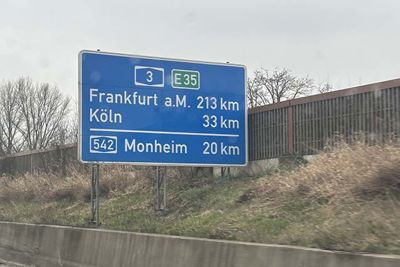 3 E35
Frankfurt a.M. 213 km
Köln 33 km
542 Monheim 20 km